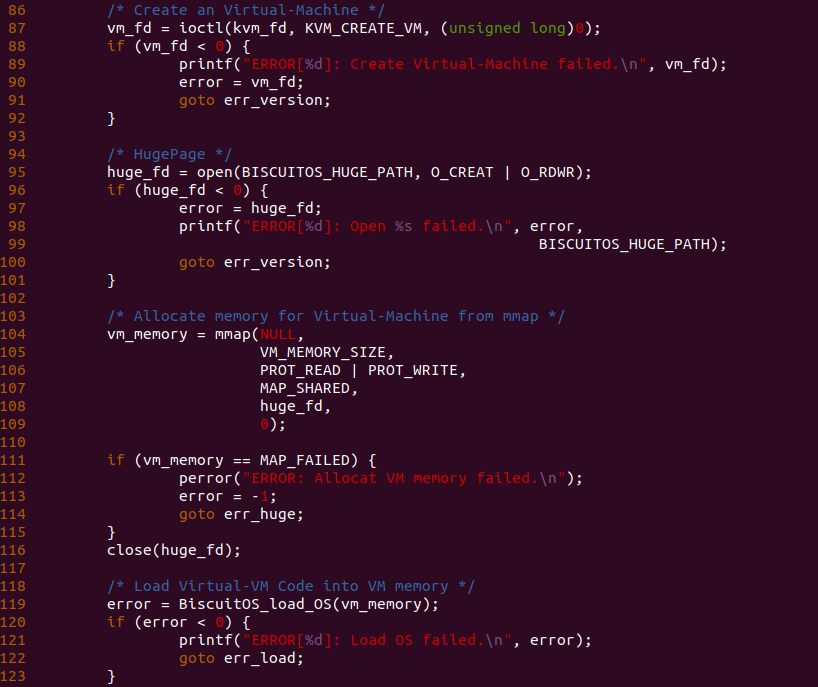 86         /* Create an Virtual-Machine */
87         vm_fd = ioctl(kvm_fd, KVM_CREATE_VM, (unsigned long)0);
88         if (vm_fd < 0) {
89                 printf("ERROR[%d]: Create Virtual-Machine failed.\n", vm_fd);
90                 error = vm_fd;
91                 goto err_version;
92         }
93
94         /* HugePage */
95         huge_fd = open(BISCUITOS_HUGE_PATH, O_CREAT | O_RDWR);
96         if (huge_fd < 0) {
97                 error = huge_fd;
98                 printf("ERROR[%d]: Open %s failed.\n", error,
99                                                         BISCUITOS_HUGE_PATH);
100                 goto err_version;
101         }
102
103         /* Allocate memory for Virtual-Machine from mmap */
104         vm_memory = mmap(NULL,
105                          VM_MEMORY_SIZE,
106                          PROT_READ | PROT_WRITE,
107                          MAP_SHARED,
108                          huge_fd,
109                          0);
110
111         if (vm_memory == MAP_FAILED) {
112                 perror("ERROR: Allocat VM memory failed.\n");
113                 error = -1;
114                 goto err_huge;
115         }
116         close(huge_fd);
117
118         /* Load Virtual-VM Code into VM memory */
119         error = BiscuitOS_load_OS(vm_memory);
120         if (error < 0) {
121                 printf("ERROR[%d]: Load OS failed.\n", error);
122                 goto err_load;
123         }